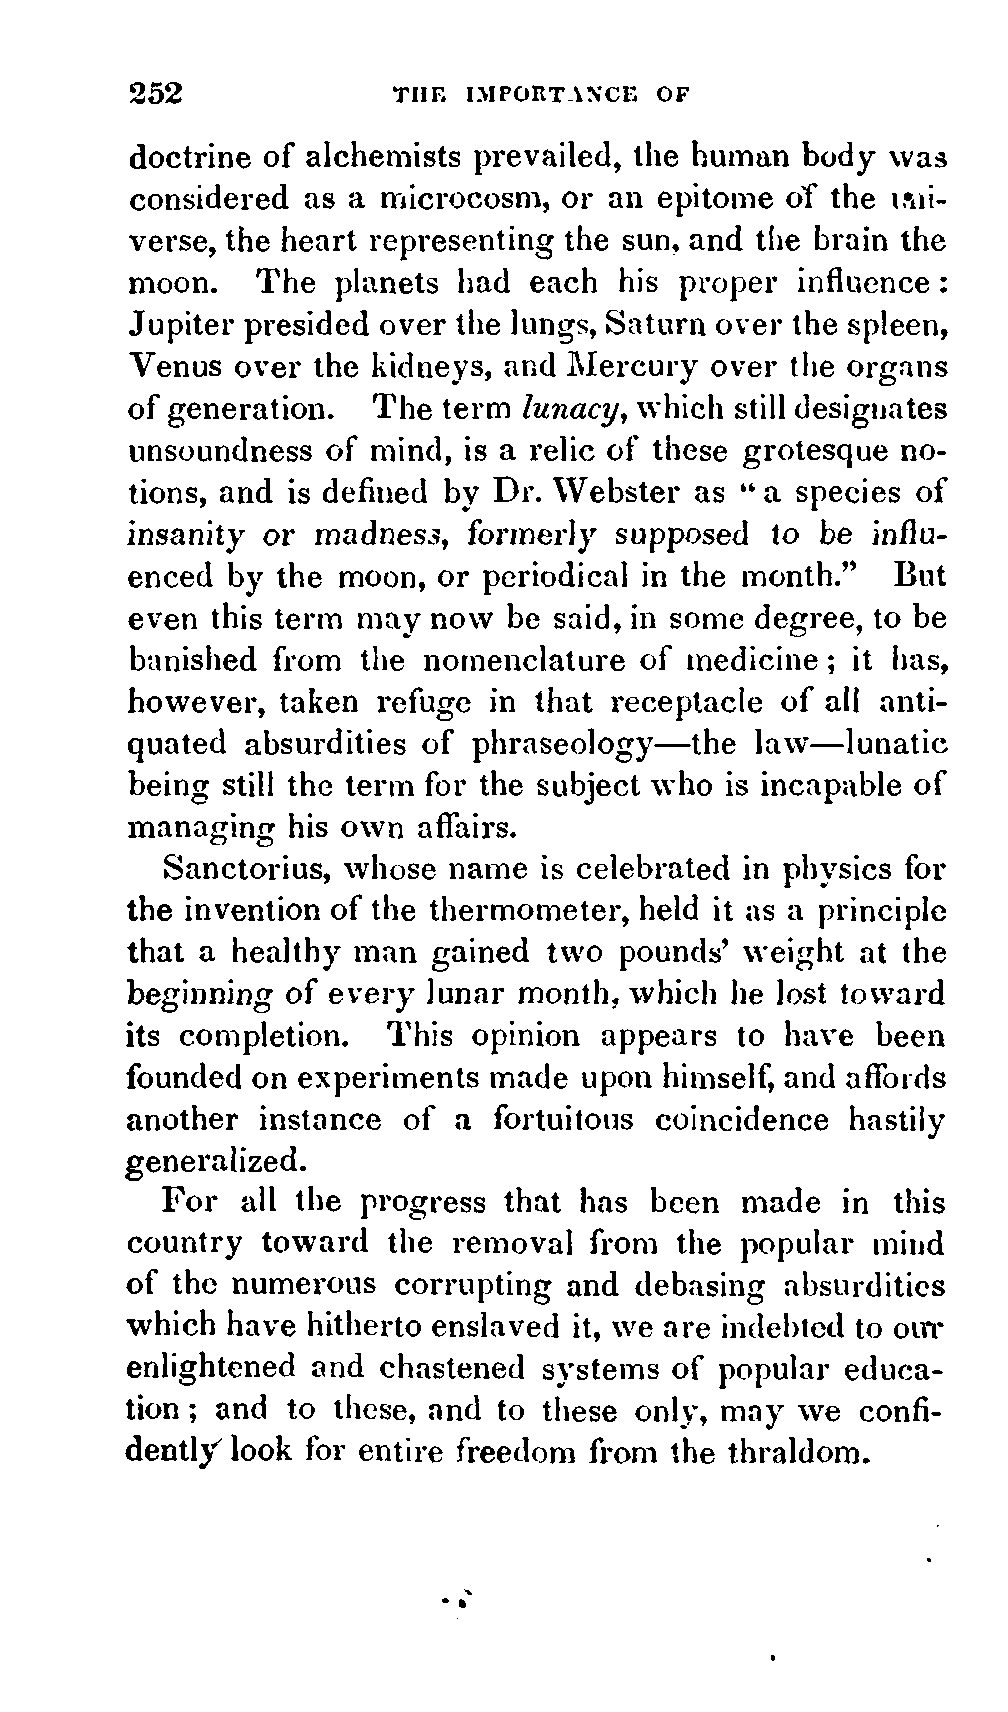 252 THE IMPORTANCE OF
doctrine of alchemists prevailed, the human body was
considered as a microcosm, or an epitome of the uni-
verse, the heart representing the sun, and the brain the
moon. The planets had each his proper influence:
Jupiter presided over the lungs, Saturn over the spleen,
Venus over the kidneys, and Mercury over the organs
of generation. The term lunacy, which still designates
unsoundness of mind, is a relic of these grotesque no-
tions, and is defined by Dr. Webster as "a species of
insanity or madness, formerly supposed to be influ-
enced by the moon, or periodical in the month." But
even this term may now be said, in some degree, to be
banished from the nomenclature of medicine; it has,
however, taken refuge in that receptacle of all anti-
quated absurdities of phraseology—the law—lunatic
being still the term for the subject who is incapable of
managing his own affairs.
Sanctorius, whose name is celebrated in physics for
the invention of the thermometer, held it as a principle
that a healthy man gained two pounds' weight at the
beginning of every lunar month, which he lost toward
its completion. This opinion appears to have been
founded on experiments made upon himself, and affords
another instance of a fortuitous coincidence hastily
generalized.
For all the progress that has been made in this
country toward the removal from the popular mind
of the numerous corrupting and debasing absurdities
which have hitherto enslaved it, we are indebted to our
enlightened and chastened systems of popular educa-
tion; and to these, and to these only, may we confi-
dently look for entire freedom from the thraldom.